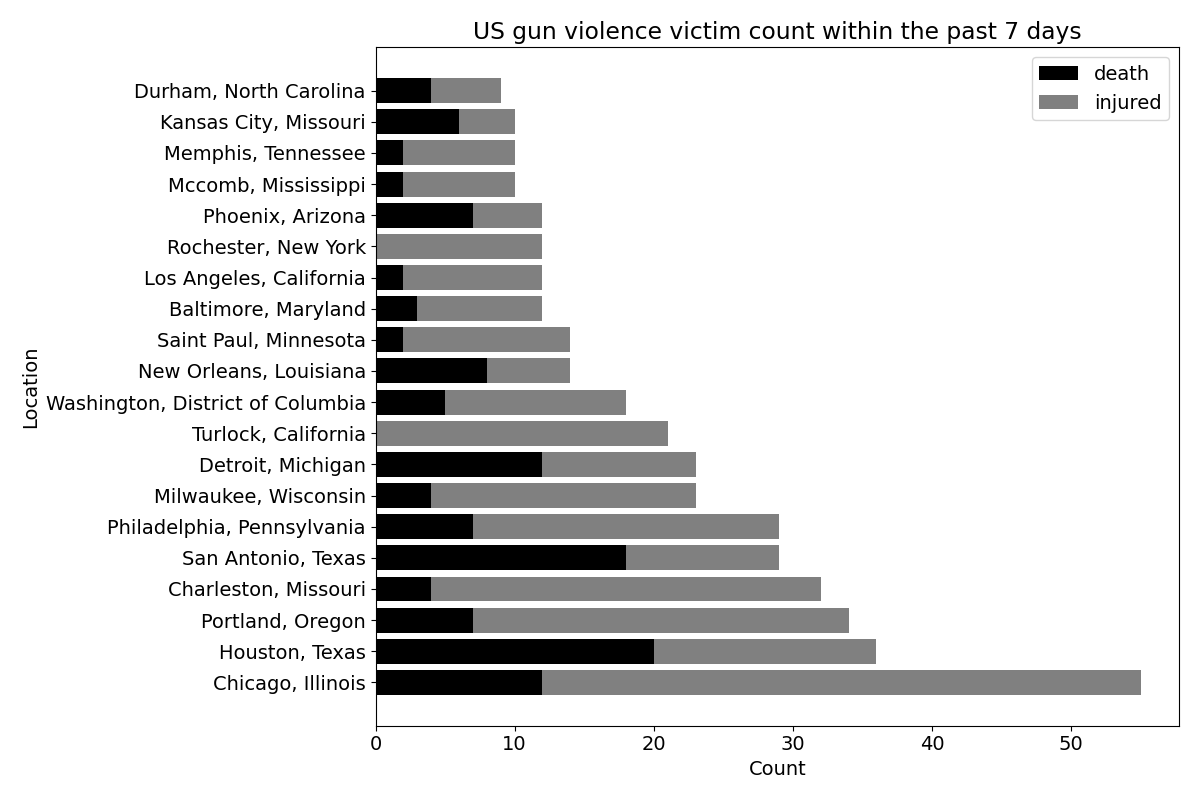 US gun violence victim count within the past 7 days
death
injured
Durham, North Carolina
Kansas City, Missouri
Memphis, Tennessee
Mccomb, Mississippi
Phoenix, Arizona
Rochester, New York
Los Angeles, California
Baltimore, Maryland
Saint Paul, Minnesota
New Orleans, Louisiana
Washington, District of Columbia
Turlock, California
Detroit, Michigan
Milwaukee, Wisconsin
Philadelphia, Pennsylvania
San Antonio, Texas
Charleston, Missouri
Portland, Oregon
Houston, Texas
Chicago, Illinois
Location
0 10 20 30 40 50
Count